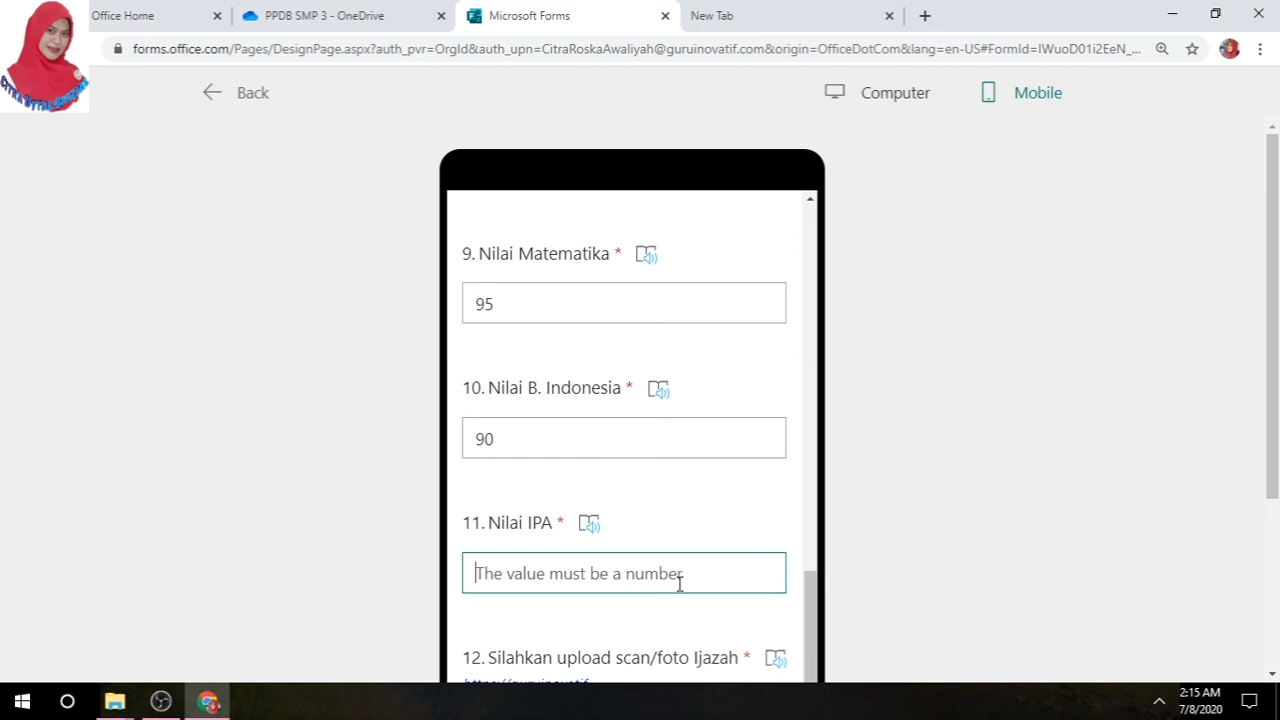 Office Home
PPDB SMP 3 - OneDrive
Microsoft Forms
New Tab
forms.office.com/Pages/DesignPage.aspx?auth_pvr=OrgId&auth_upn=CitraRoskaAwaliyah@guruinovatif.com&origin=OfficeDotCom&lang=en-US#FormId=IWuoD01i2EeN_...
Back
Computer
Mobile
9. Nilai Matematika *
95
10. Nilai B. Indonesia *
90
11. Nilai IPA *
The value must be a number
12. Silahkan upload scan/foto Ijazah *
2:15 AM
7/8/2020